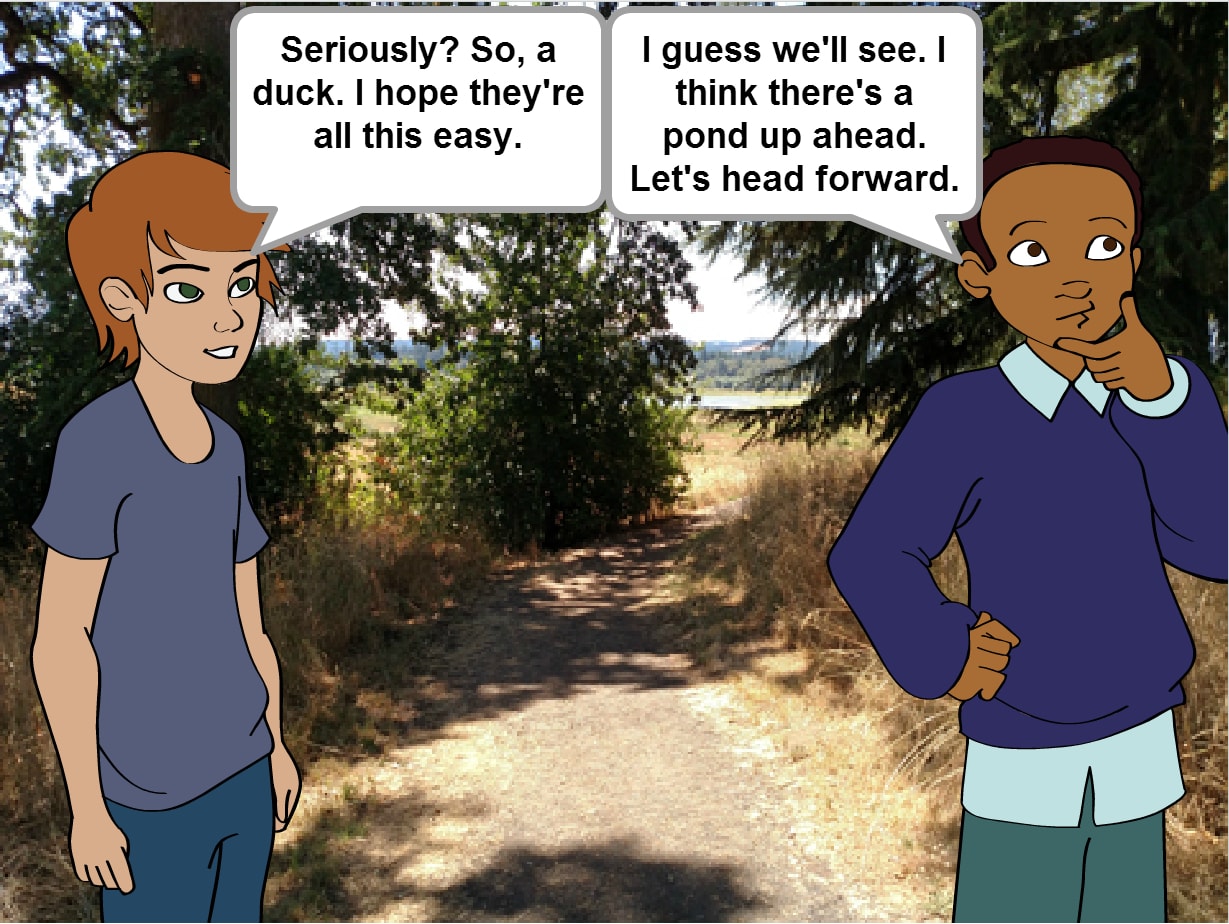 Seriously? So, a
duck. I hope they're
all this easy.
I guess we'll see. I
think there's a
pond up ahead.
Let's head forward.